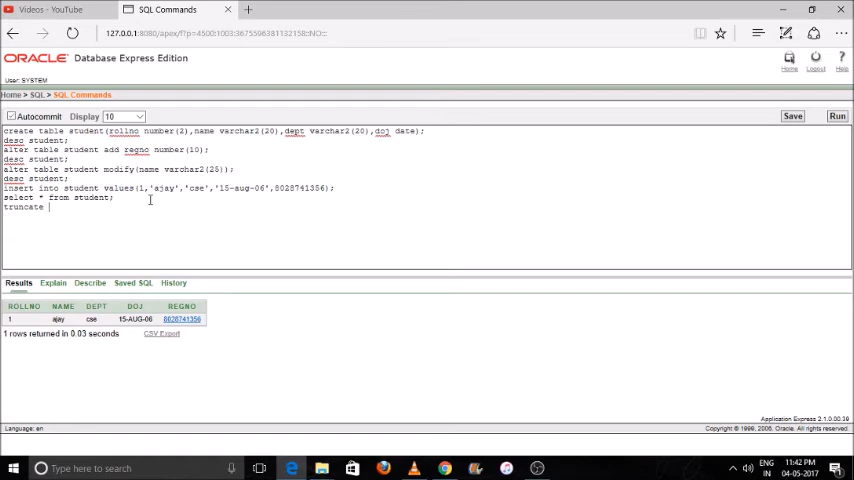 Videos - YouTube
SQL Commands
127.0.0.1:8080/apex/f?p=4500:1003:3675596381132158::NO:::
ORACLE Database Express Edition
Home Logout Help
User: SYSTEM
Home > SQL > SQL Commands
Autocommit Display 10 Save Run
create table student(rollno number(2),name varchar2(20),dept varchar2(20),doj date);
desc student;
alter table student add regno number(10);
desc student;
alter table student modify(name varchar2(25));
desc student;
insert into student values(1,'ajay','cse','15-aug-06',8028741356);
select * from student;
truncate
Results Explain Describe Saved SQL History
ROLLNO NAME DEPT DOJ REGNO
1 ajay cse 15-AUG-06 8028741356
1 rows returned in 0.03 seconds CSV Export
Application Express 2.1.0.00.39
Language: en Copyright © 1999, 2006, Oracle. All rights reserved.
Type here to search
ENG 11:42 PM
IN 04-05-2017